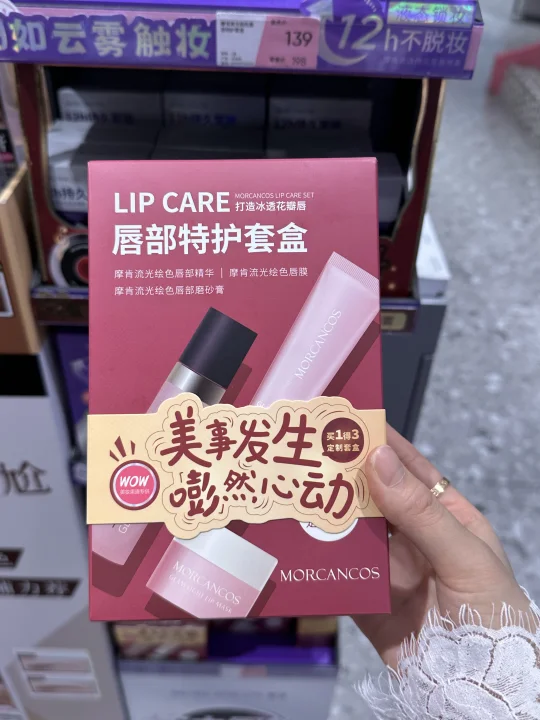 如云雾触妆
139
12h不脱妆
LIP CARE
MORCANCOS LIP CARE SET
打造冰透花瓣唇
唇部特护套盒
摩肯流光绘色唇部精华 | 摩肯流光绘色唇膜
摩肯流光绘色唇部磨砂膏
MORCANCOS
美事发生
买1得3
定制套盒
WOW
嘭然心动
MORCANCOS
MORCANCOS